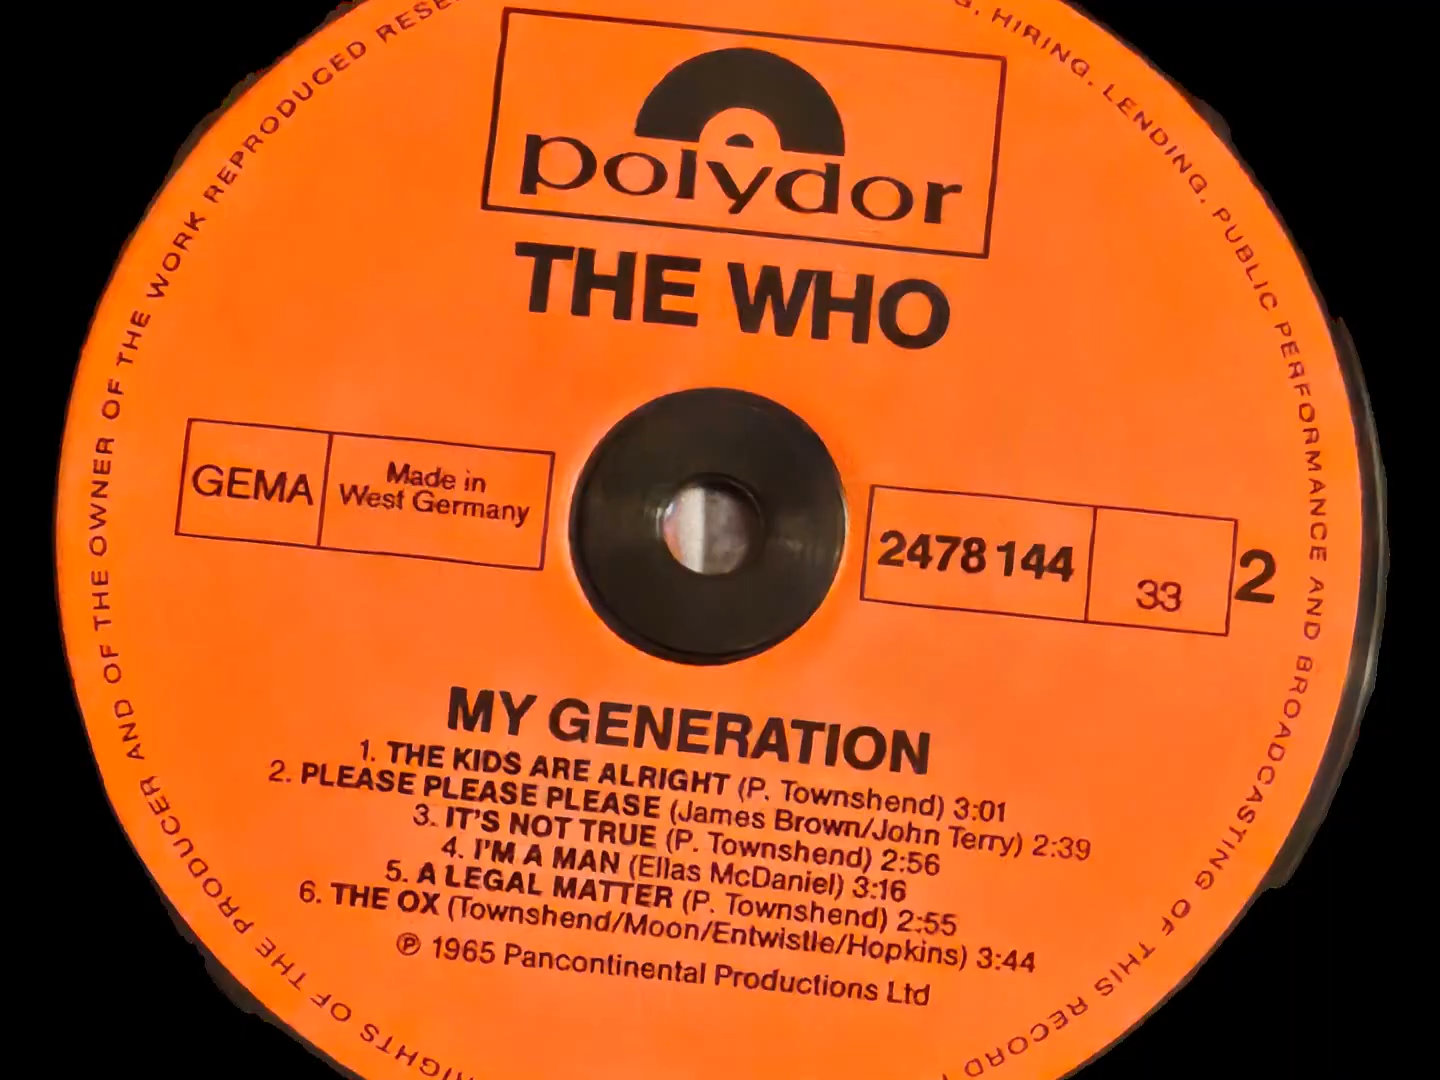 polydor
THE WHO
GEMA
Made in
West Germany
2478 144
33
2
MY GENERATION
1. THE KIDS ARE ALRIGHT (P. Townshend) 3:01
2. PLEASE PLEASE PLEASE (James Brown/John Terry) 2:39
3. IT'S NOT TRUE (P. Townshend) 2:56
4. I'M A MAN (Ellas McDaniel) 3:16
5. A LEGAL MATTER (P. Townshend) 2:55
6. THE OX (Townshend/Moon/Entwistle/Hopkins) 3:44
℗ 1965 Pancontinental Productions Ltd
OF THE PRODUCER AND OF THE OWNER OF THE WORK REPRODUCED
HIRING, LENDING, PUBLIC PERFORMANCE AND BROADCASTING OF THIS RECORD